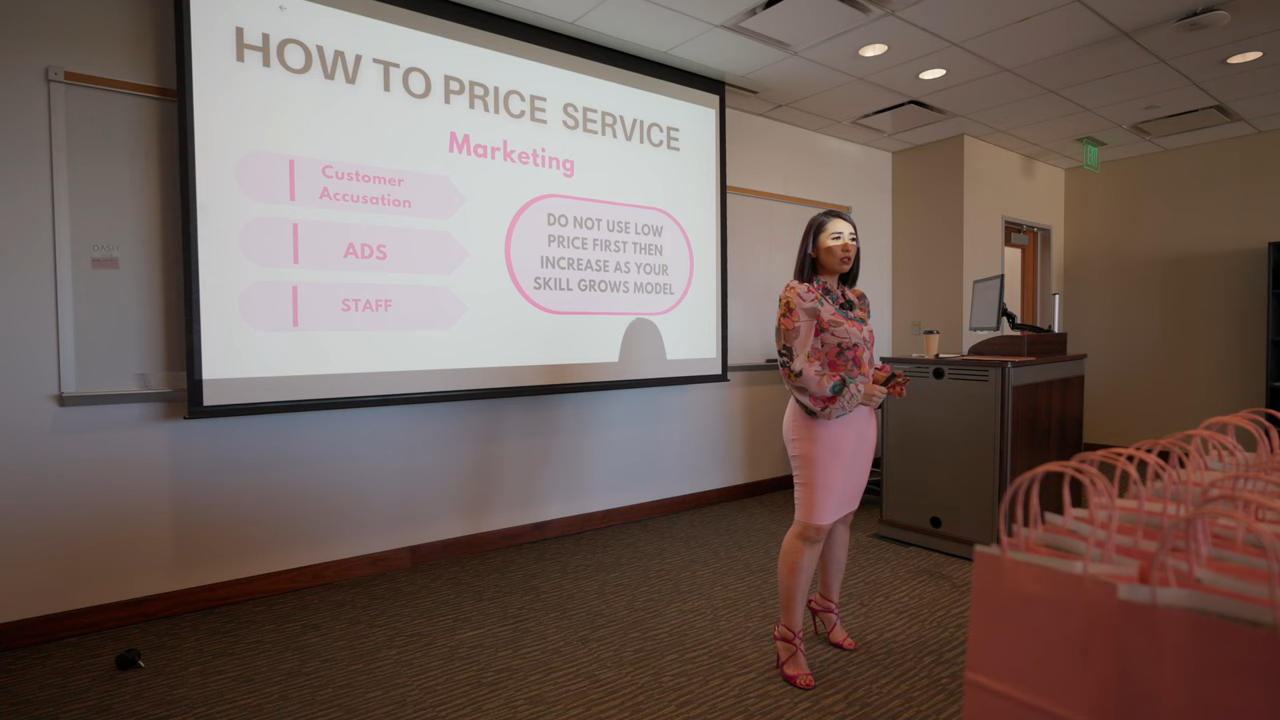 HOW TO PRICE SERVICE
Marketing
Customer
Accusation
ADS
STAFF
DO NOT USE LOW
PRICE FIRST THEN
INCREASE AS YOUR
SKILL GROWS MODEL
EXIT